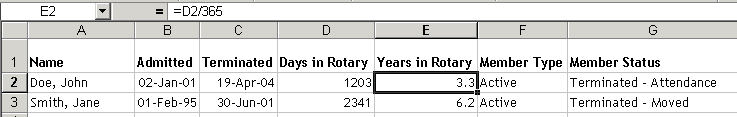 E2 = =D2/365
A B C D E F G
1 Name Admitted Terminated Days in Rotary Years in Rotary Member Type Member Status
2 Doe, John 02-Jan-01 19-Apr-04 1203 3.3 Active Terminated - Attendance
3 Smith, Jane 01-Feb-95 30-Jun-01 2341 6.2 Active Terminated - Moved